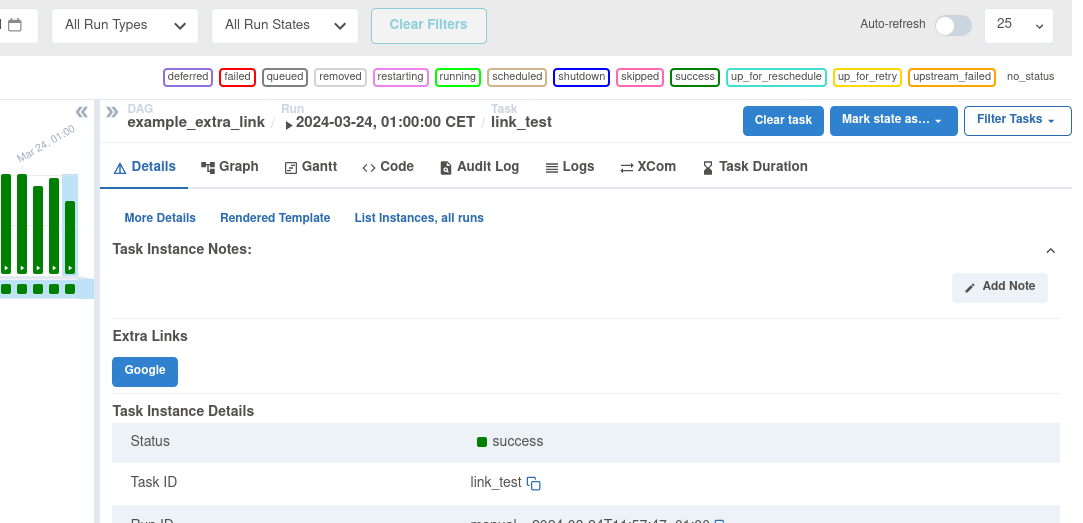 All Run Types All Run States Clear Filters Auto-refresh 25
deferred failed queued removed restarting running scheduled shutdown skipped success up_for_reschedule up_for_retry upstream_failed no_status
« » DAG Run Task
example_extra_link / 2024-03-24, 01:00:00 CET / link_test Clear task Mark state as... Filter Tasks
Mar 24, 01:00
Details Graph Gantt <> Code Audit Log Logs XCom Task Duration
More Details Rendered Template List Instances, all runs
Task Instance Notes:
Add Note
Extra Links
Google
Task Instance Details
Status success
Task ID link_test
Run ID